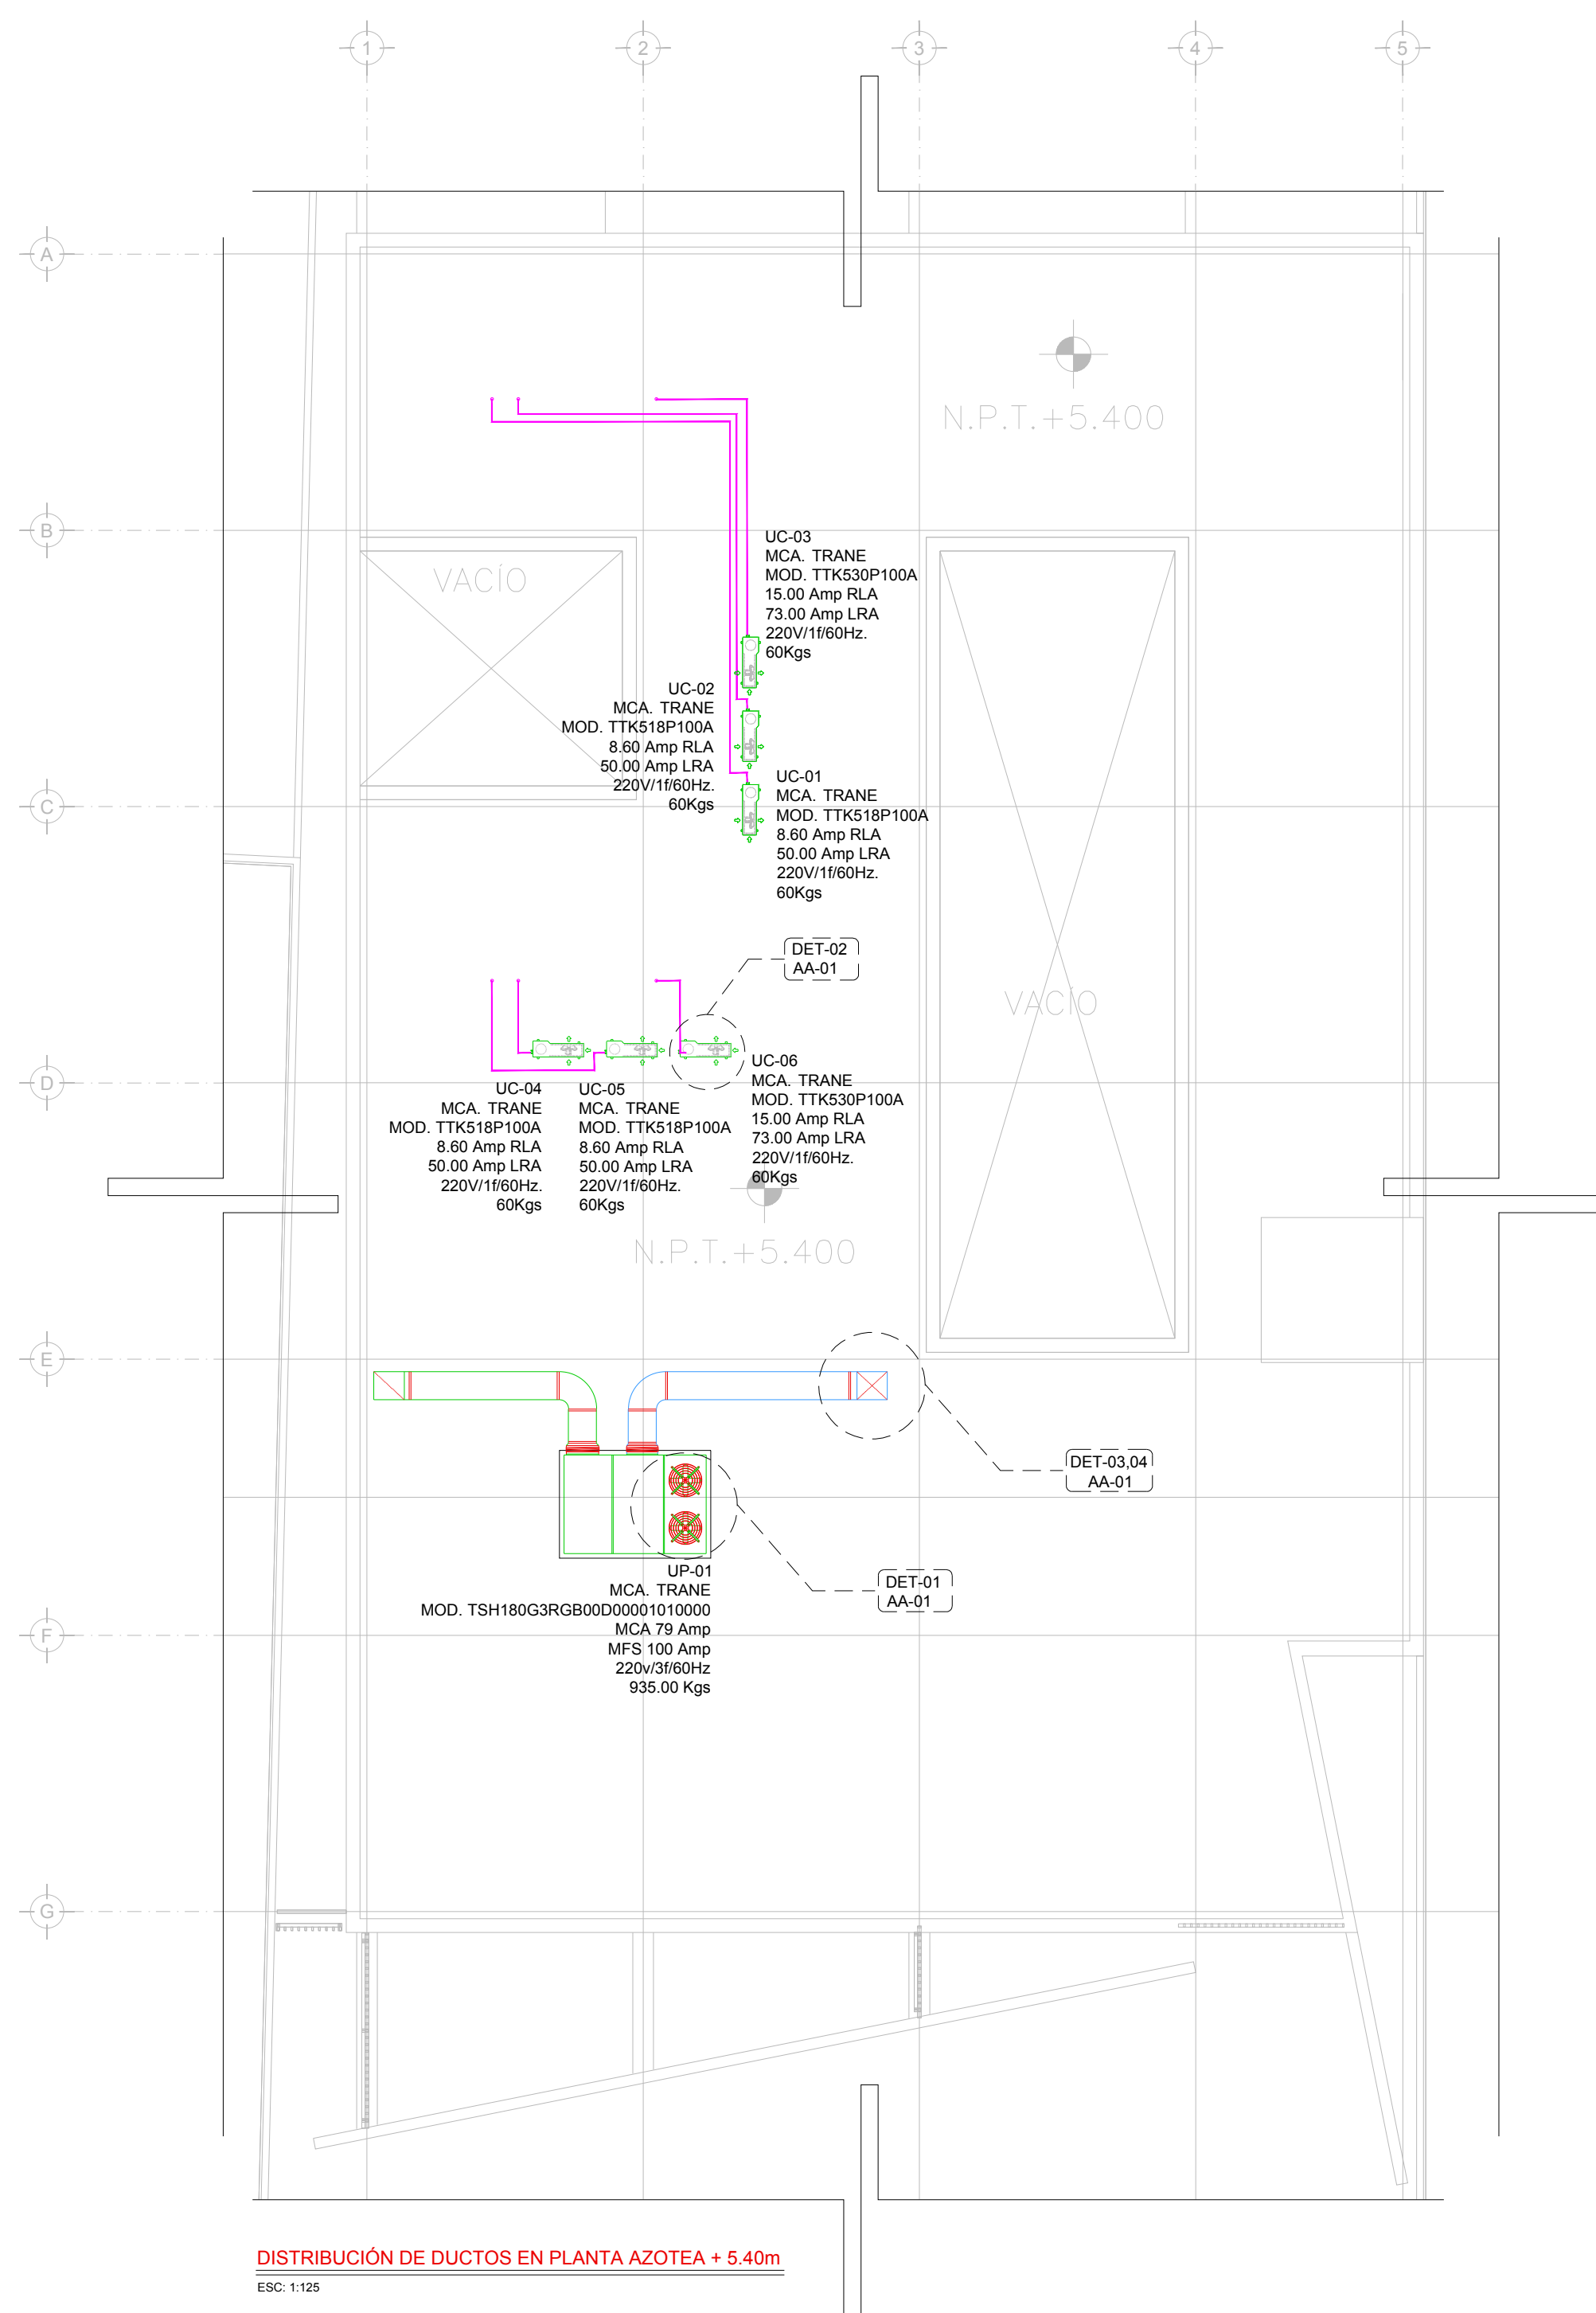 1
2
3
4
5
A
N.P.T.+5.400
B
UC-03
MCA. TRANE
MOD. TTK530P100A
15.00 Amp RLA
73.00 Amp LRA
220V/1f/60Hz.
60Kgs
VACÍO
UC-02
MCA. TRANE
MOD. TTK518P100A
8.60 Amp RLA
50.00 Amp LRA
220V/1f/60Hz.
60Kgs
UC-01
MCA. TRANE
MOD. TTK518P100A
8.60 Amp RLA
50.00 Amp LRA
220V/1f/60Hz.
60Kgs
C
DET-02
AA-01
VACÍO
D
UC-04
MCA. TRANE
MOD. TTK518P100A
8.60 Amp RLA
50.00 Amp LRA
220V/1f/60Hz.
60Kgs
UC-05
MCA. TRANE
MOD. TTK518P100A
8.60 Amp RLA
50.00 Amp LRA
220V/1f/60Hz.
60Kgs
UC-06
MCA. TRANE
MOD. TTK530P100A
15.00 Amp RLA
73.00 Amp LRA
220V/1f/60Hz.
60Kgs
N.P.T.+5.400
E
DET-03,04
AA-01
DET-01
AA-01
UP-01
MCA. TRANE
MOD. TSH180G3RGB00D00001010000
MCA 79 Amp
MFS 100 Amp
220v/3f/60Hz
935.00 Kgs
F
G
DISTRIBUCIÓN DE DUCTOS EN PLANTA AZOTEA + 5.40m
ESC: 1:125